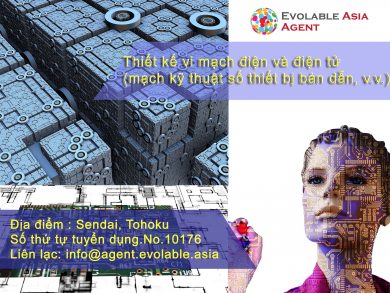 EVOLABLE ASIA
AGENT
Thiết kế vi mạch điện và điện tử
(mạch kỹ thuật số thiết bị bán dẫn, v.v.)
Địa điểm : Sendai, Tohoku
Số thứ tự tuyển dụng.No.10176
Liên lạc: info@agent.evolable.asia